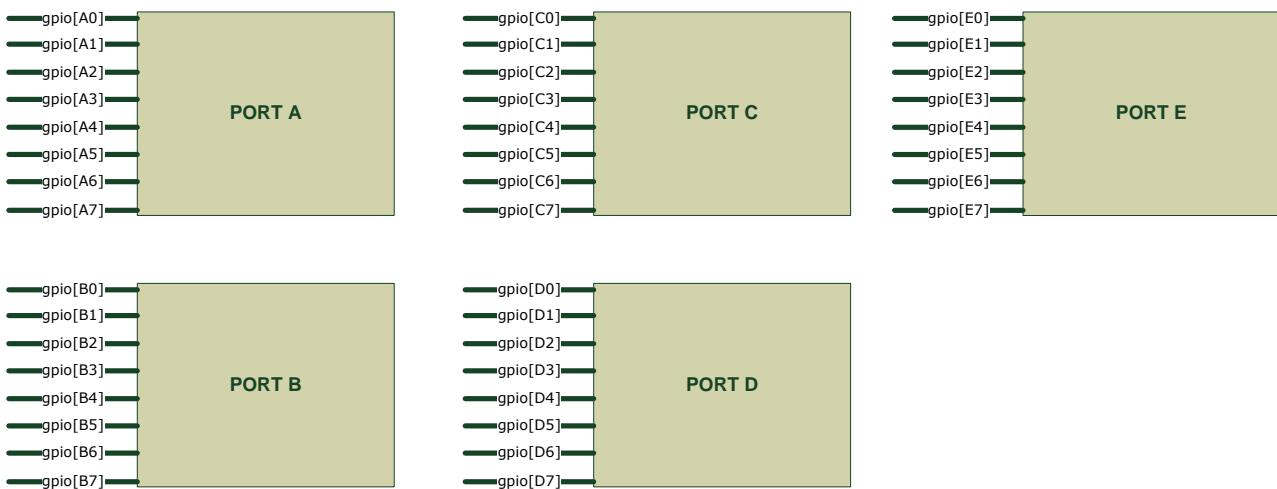 gpio[A0]
gpio[A1]
gpio[A2]
gpio[A3]
gpio[A4]
gpio[A5]
gpio[A6]
gpio[A7]
PORT A
gpio[C0]
gpio[C1]
gpio[C2]
gpio[C3]
gpio[C4]
gpio[C5]
gpio[C6]
gpio[C7]
PORT C
gpio[E0]
gpio[E1]
gpio[E2]
gpio[E3]
gpio[E4]
gpio[E5]
gpio[E6]
gpio[E7]
PORT E
gpio[B0]
gpio[B1]
gpio[B2]
gpio[B3]
gpio[B4]
gpio[B5]
gpio[B6]
gpio[B7]
PORT B
gpio[D0]
gpio[D1]
gpio[D2]
gpio[D3]
gpio[D4]
gpio[D5]
gpio[D6]
gpio[D7]
PORT D